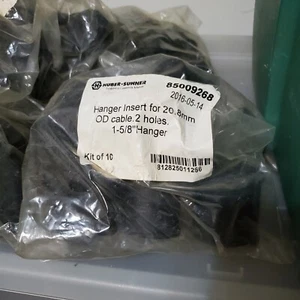 HUBER+SUHNER
85009268
2016-05-14
Hanger Insert for 20.8mm
OD cable.2 holes.
1-5/8"Hanger
Kit of 10
812825011266